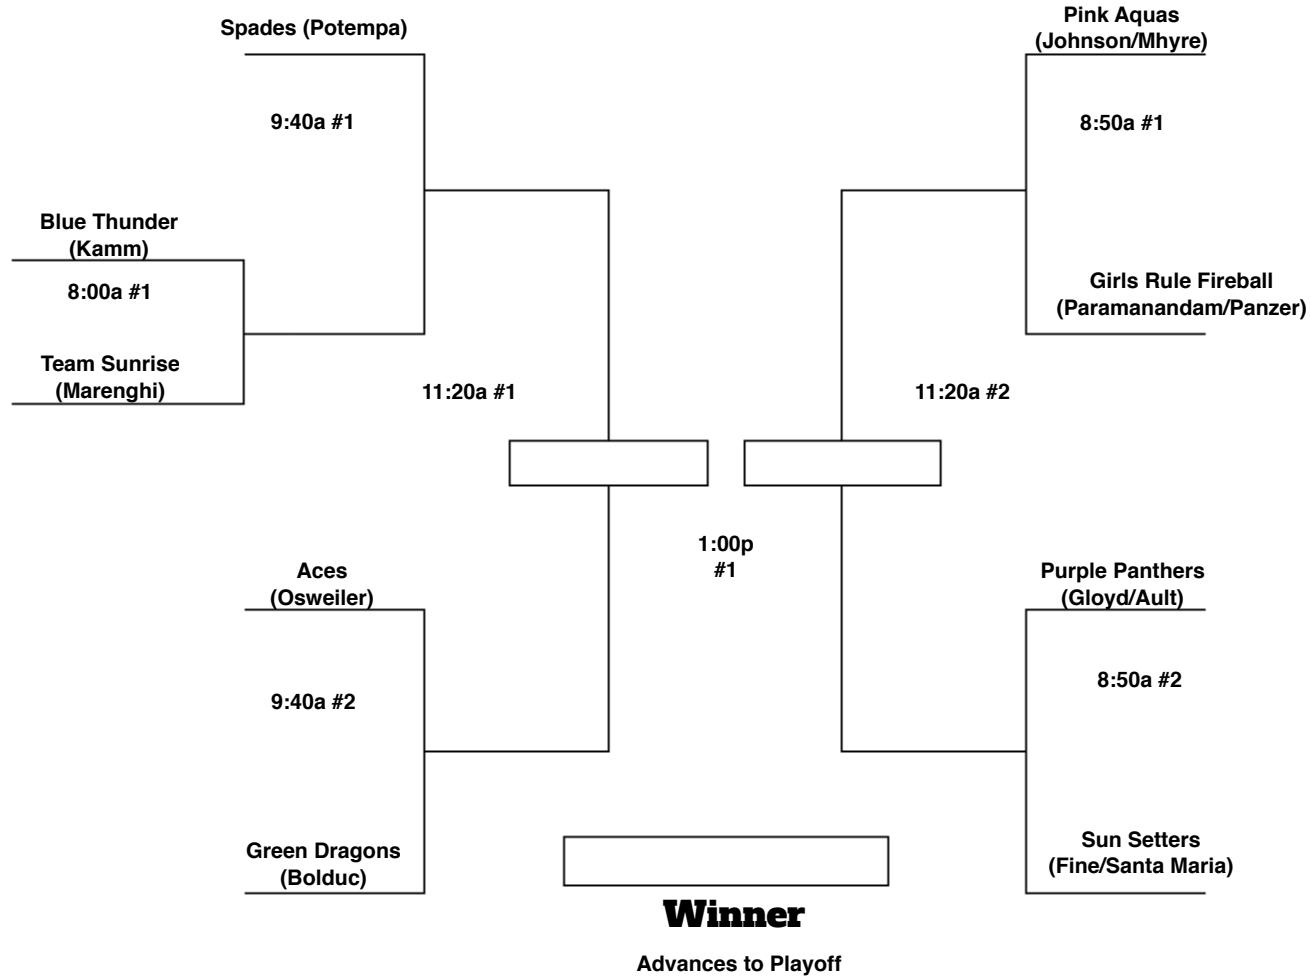 Spades (Potempa)
9:40a #1
Blue Thunder
(Kamm)
8:00a #1
Team Sunrise
(Marenghi)
11:20a #1
Aces
(Osweiler)
9:40a #2
Green Dragons
(Bolduc)
Pink Aquas
(Johnson/Mhyre)
8:50a #1
Girls Rule Fireball
(Paramanandam/Panzer)
11:20a #2
Purple Panthers
(Gloyd/Ault)
8:50a #2
Sun Setters
(Fine/Santa Maria)
1:00p
#1
Winner
Advances to Playoff